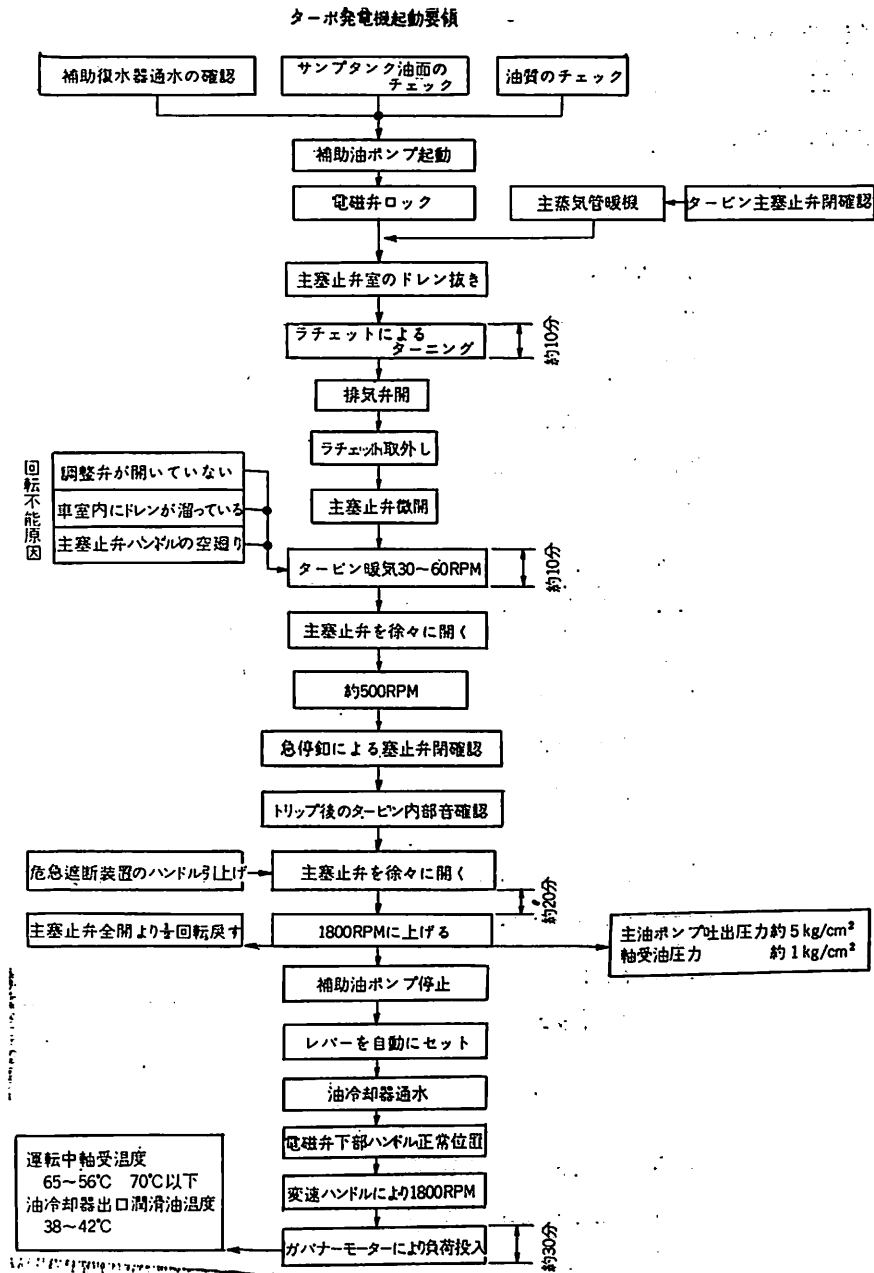 ターボ発電機起動要領
補助復水器通水の確認
サンプタンク油面の
チェック
油質のチェック
補助油ポンプ起動
電磁弁ロック
主蒸気管暖機
タービン主塞止弁閉確認
主塞止弁室のドレン抜き
ラチェットによる
ターニング
約10分
排気弁開
ラチェット取外し
回転不能原因
調整弁が開いていない
車室内にドレンが溜っている
主塞止弁ハンドルの空廻り
主塞止弁微開
タービン暖気30~60RPM
約10分
主塞止弁を徐々に開く
約500RPM
急停釦による塞止弁閉確認
トリップ後のタービン内部音確認
危急遮断装置のハンドル引上げ
主塞止弁を徐々に開く
約20分
主塞止弁全開より 回転戻す
1800RPMに上げる
主油ポンプ吐出圧力約5kg/cm²
軸受油圧力 約1kg/cm²
補助油ポンプ停止
レバーを自動にセット
油冷却器通水
電磁弁下部ハンドル正常位置
変速ハンドルにより1800RPM
運転中軸受温度
65~56℃ 70℃以下
油冷却器出口潤滑油温度
38~42℃
ガバナーモーターにより負荷投入
約30分